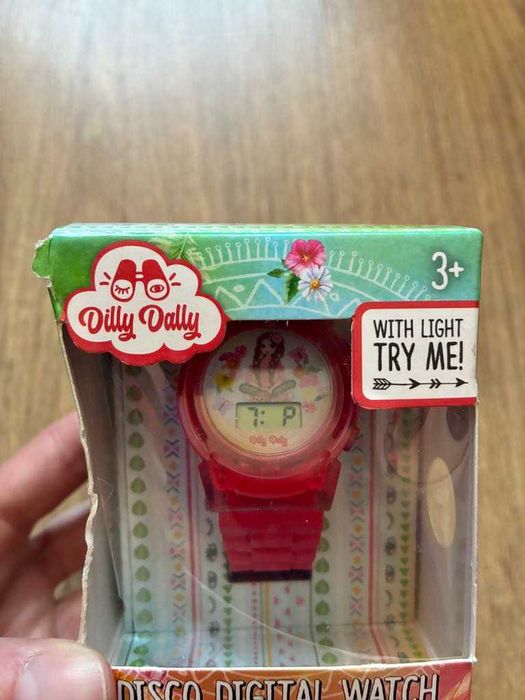 Dilly Dally
3+
WITH LIGHT
TRY ME!
7: P
Dilly Dally
DISCO DIGITAL WATCH